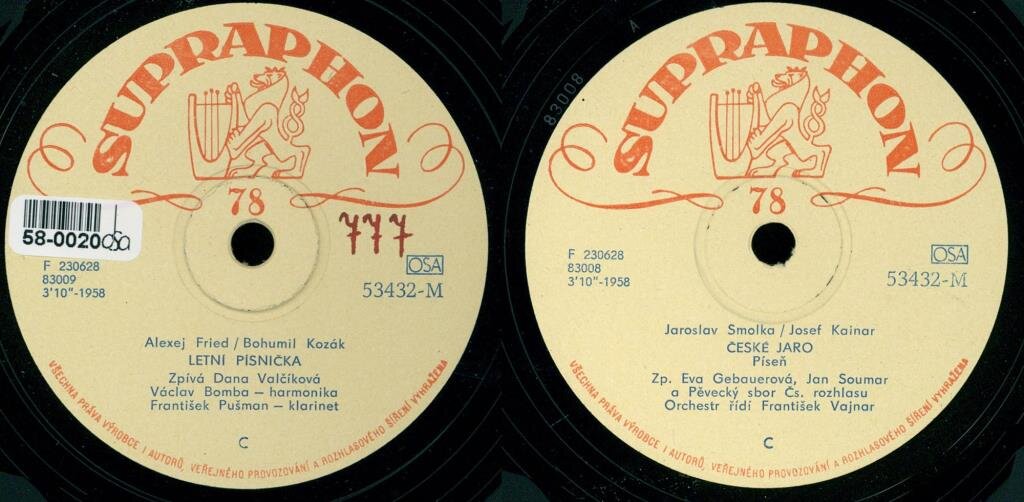 SUPRAPHON
78
777
58-0020 osa
F 230628
83009
3'10"-1958
OSA
53432-M
Alexej Fried / Bohumil Kozák
LETNÍ PÍSNIČKA
Zpívá Dana Valčíková
Václav Bomba – harmonika
František Pušman – klarinet
C
VŠECHNA PRÁVA VÝROBCE I AUTORŮ, VEŘEJNÉHO PROVOZOVÁNÍ A ROZHLASOVÉHO ŠÍŘENÍ VYHRAŽENA
A
83008
SUPRAPHON
78
F 230628
83008
3'10"-1958
OSA
53432-M
Jaroslav Smolka / Josef Kainar
ČESKÉ JARO
Píseň
Zp. Eva Gebauerová, Jan Soumar
a Pěvecký sbor Čs. rozhlasu
Orchestr řídí František Vajnar
C
VŠECHNA PRÁVA VÝROBCE I AUTORŮ, VEŘEJNÉHO PROVOZOVÁNÍ A ROZHLASOVÉHO ŠÍŘENÍ VYHRAŽENA